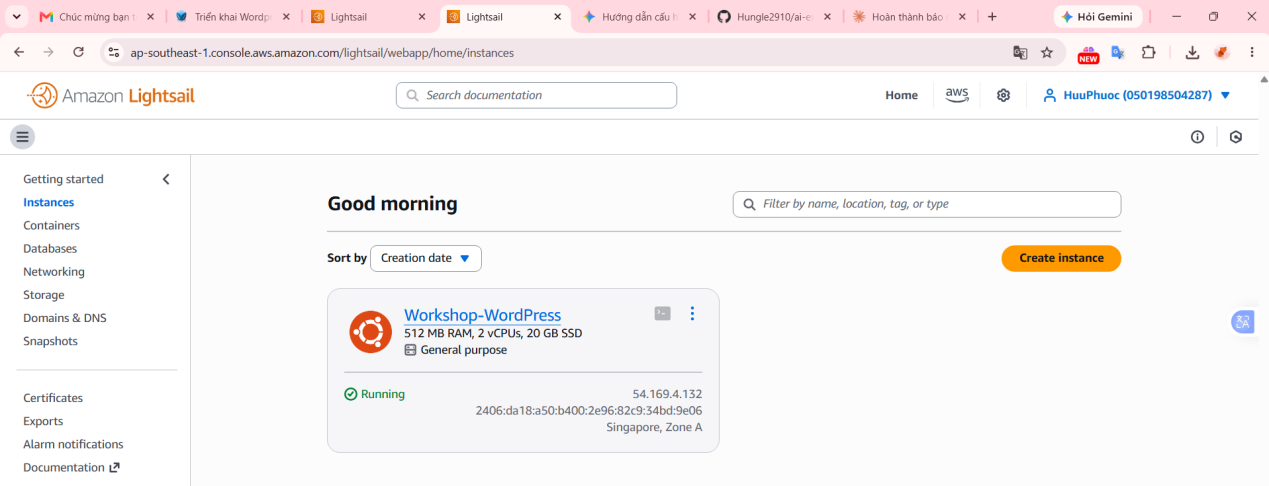 Chúc mừng bạn t
Triển khai Wordp
Lightsail
Lightsail
Hướng dẫn cấu h
Hungle2910/ai-e
Hoàn thành báo c
Hỏi Gemini
ap-southeast-1.console.aws.amazon.com/lightsail/webapp/home/instances
NEW
Amazon Lightsail
Search documentation
Home
aws
HuuPhuoc (050198504287)
Getting started
Instances
Containers
Databases
Networking
Storage
Domains & DNS
Snapshots
Certificates
Exports
Alarm notifications
Documentation
Good morning
Filter by name, location, tag, or type
Sort by
Creation date
Create instance
Workshop-WordPress
512 MB RAM, 2 vCPUs, 20 GB SSD
General purpose
Running
54.169.4.132
2406:da18:a50:b400:2e96:82c9:34bd:9e06
Singapore, Zone A